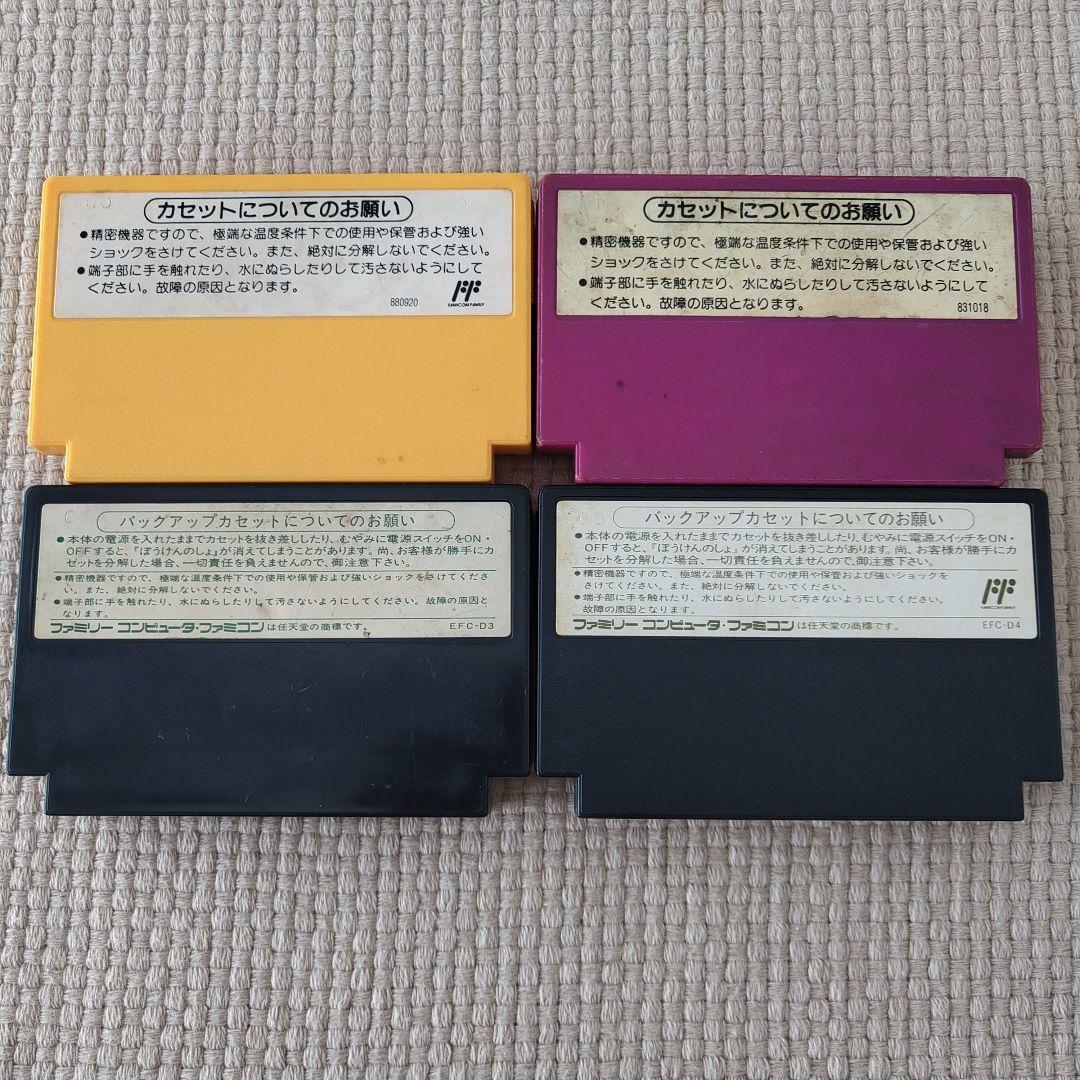 カセットについてのお願い
●精密機器ですので、極端な温度条件下での使用や保管および強い
ショックをさけてください。また、絶対に分解しないでください。
●端子部に手を触れたり、水にぬらしたりして汚さないようにして
ください。故障の原因となります。
880920
FAMICOM FAMILY
カセットについてのお願い
●精密機器ですので、極端な温度条件下での使用や保管および強い
ショックをさけてください。また、絶対に分解しないでください。
●端子部に手を触れたり、水にぬらしたりして汚さないようにして
ください。故障の原因となります。
831018
バックアップカセットについてのお願い
●本体の電源を入れたままでカセットを抜き差ししたり、むやみに電源スイッチをON・
OFFすると、「ぼうけんのしょ」が消えてしまうことがあります。尚、お客様が勝手にカ
セットを分解した場合、一切責任を負えませんので、御注意下さい。
●精密機器ですので、極端な温度条件下での使用や保管および強いショックをさけてくださ
い。また、絶対に分解しないでください。
●端子部に手を触れたり、水にぬらしたりして汚さないようにしてください。故障の原因と
なります。
ファミリー コンピュータ・ファミコンは任天堂の商標です。
EFC-D3
バックアップカセットについてのお願い
●本体の電源を入れたままでカセットを抜き差ししたり、むやみに電源スイッチをON・
OFFすると、「ぼうけんのしょ」が消えてしまうことがあります。尚、お客様が勝手にカ
セットを分解した場合、一切責任を負えませんので、御注意下さい。
●精密機器ですので、極端な温度条件下での使用や保管および強いショックを
さけてください。また、絶対に分解しないでください。
●端子部に手を触れたり、水にぬらしたりして汚さないようにしてください。
故障の原因となります。
FAMICOM FAMILY
ファミリー コンピュータ・ファミコンは任天堂の商標です。
EFC-D4